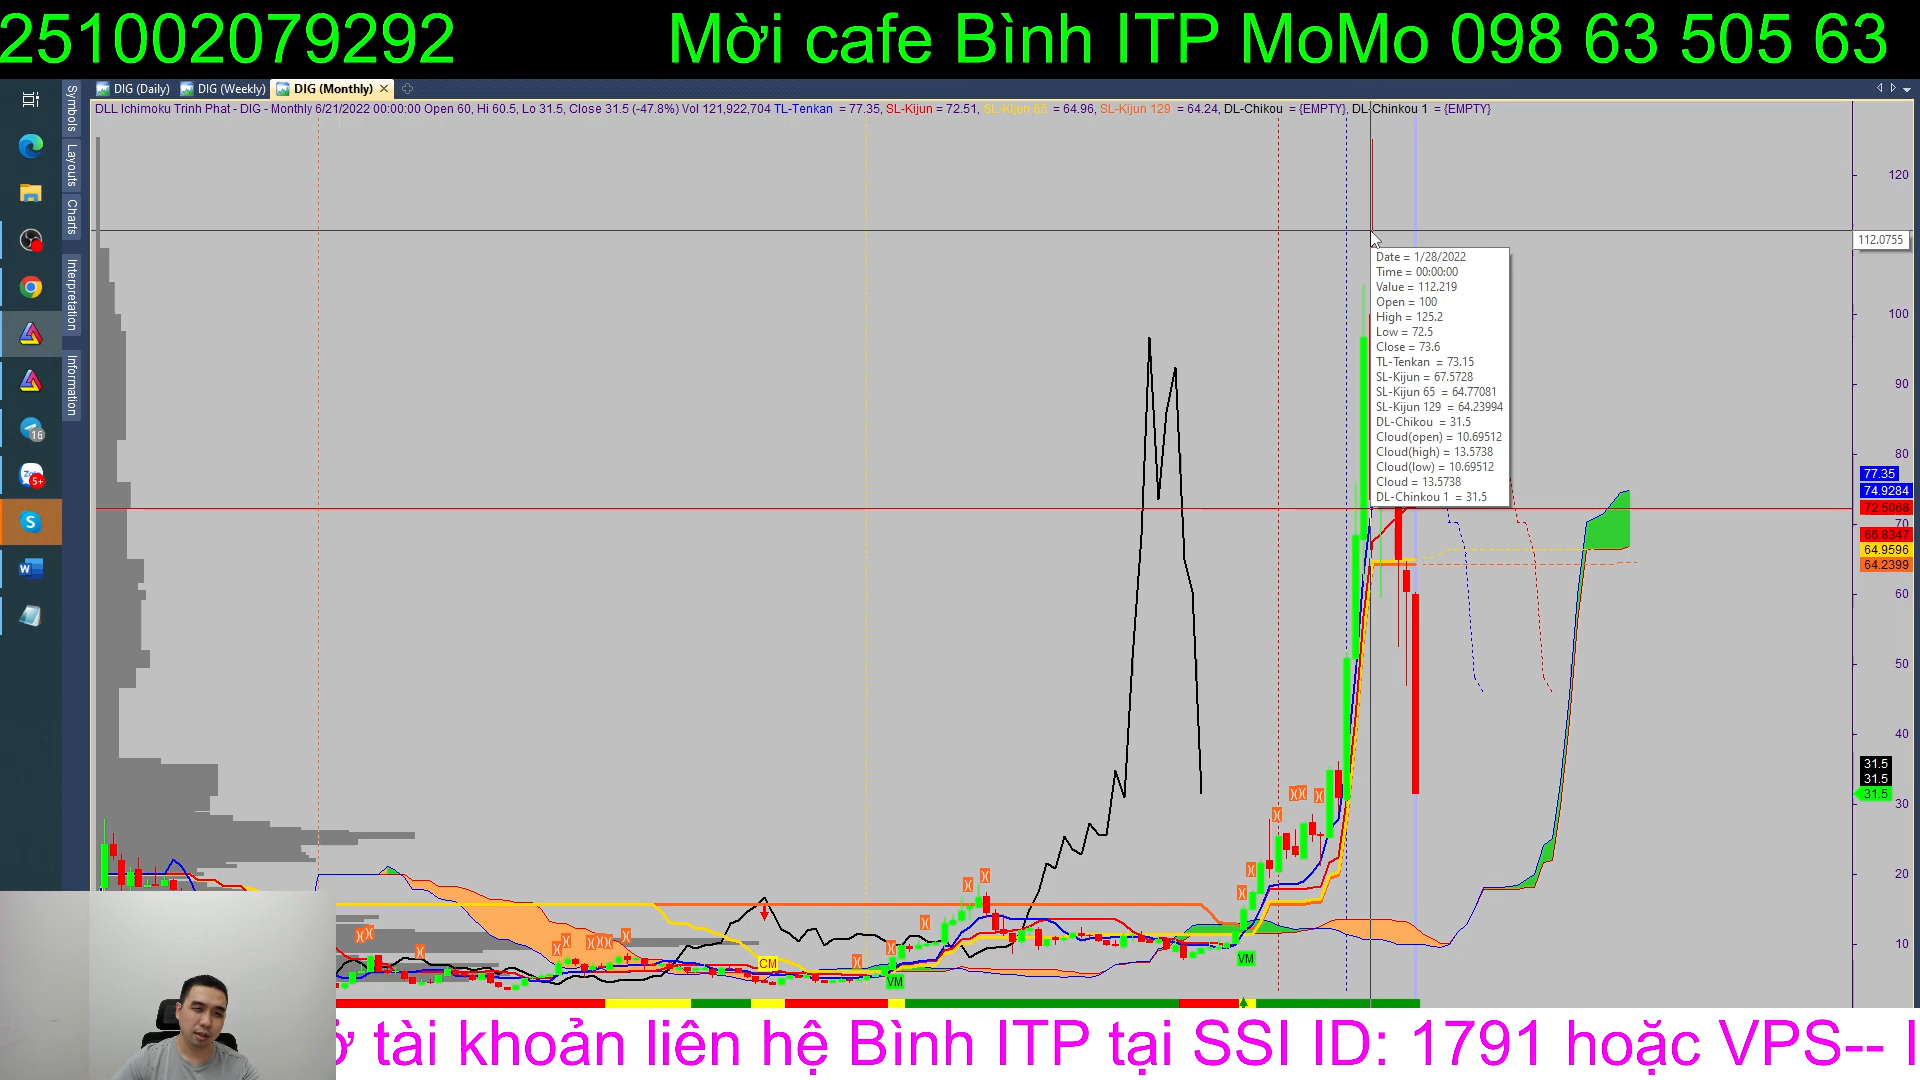 251002079292 Mời cafe Bình ITP MoMo 098 63 505 63
DIG (Daily) DIG (Weekly) DIG (Monthly)
DLL Ichimoku Trinh Phat - DIG - Monthly 6/21/2022 00:00:00 Open 60, Hi 60.5, Lo 31.5, Close 31.5 (-47.8%) Vol 121,922,704 TL-Tenkan = 77.35, SL-Kijun = 72.51, SL-Kijun 65 = 64.96, SL-Kijun 129 = 64.24, DL-Chikou = {EMPTY}, DL-Chinkou 1 = {EMPTY}
Symbols
Layouts
Charts
Interpretation
Information
120
112.0755
100
90
80
77.35
74.9284
72.5068
70
66.8347
64.9596
64.2399
60
50
40
31.5
31.5
31.5
30
20
10
Date = 1/28/2022
Time = 00:00:00
Value = 112.219
Open = 100
High = 125.2
Low = 72.5
Close = 73.6
TL-Tenkan = 73.15
SL-Kijun = 67.5728
SL-Kijun 65 = 64.77081
SL-Kijun 129 = 64.23994
DL-Chikou = 31.5
Cloud(open) = 10.69512
Cloud(high) = 13.5738
Cloud(low) = 10.69512
Cloud = 13.5738
DL-Chinkou 1 = 31.5
16
5+
S
W
CM
VM
VM
ở tài khoản liên hệ Bình ITP tại SSI ID: 1791 hoặc VPS--